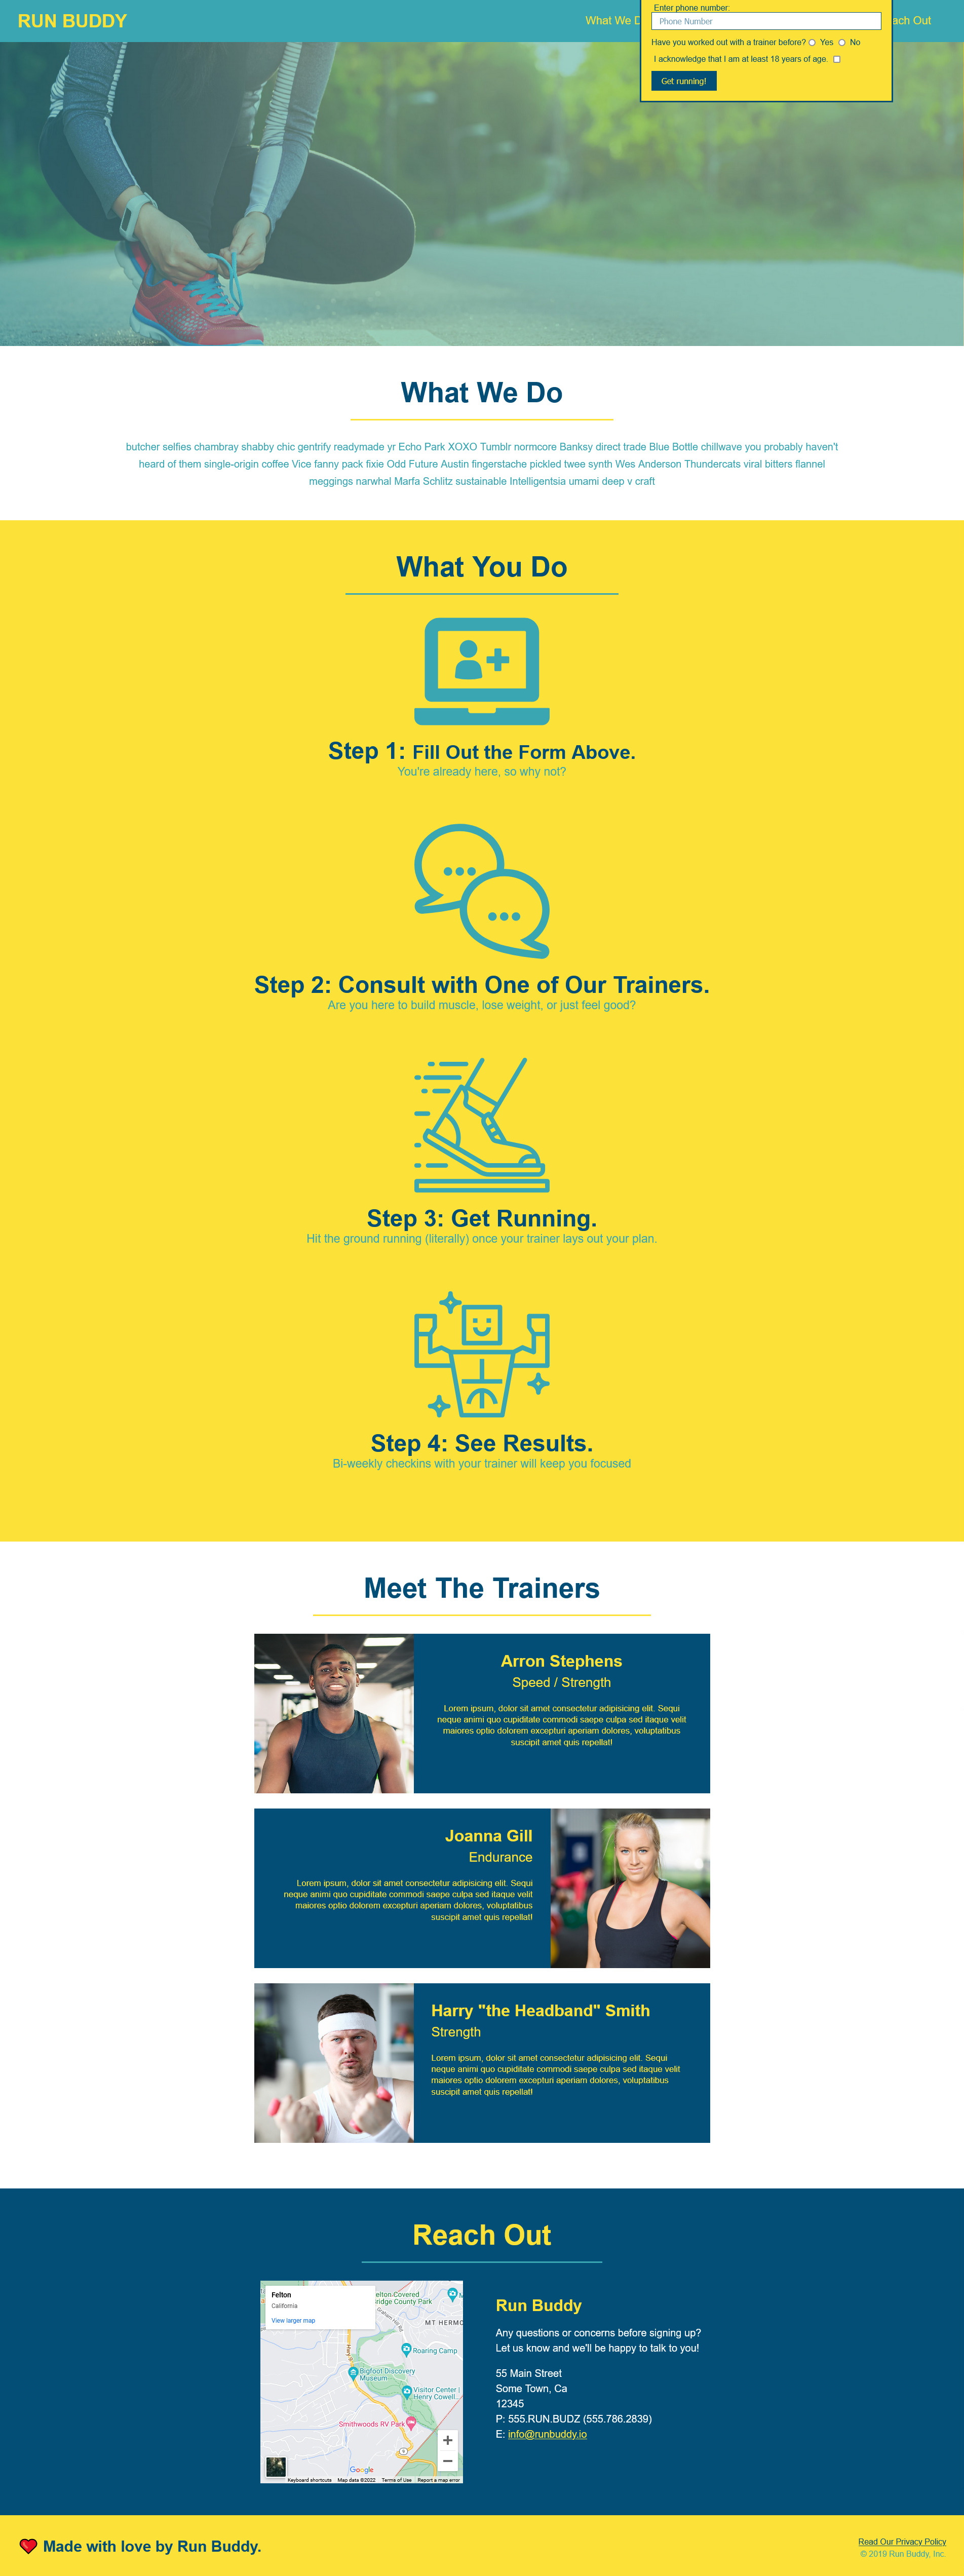 RUN BUDDY
What We D
ach Out
Enter phone number:
Phone Number
Have you worked out with a trainer before? Yes No
I acknowledge that I am at least 18 years of age.
Get running!
What We Do
butcher selfies chambray shabby chic gentrify readymade yr Echo Park XOXO Tumblr normcore Banksy direct trade Blue Bottle chillwave you probably haven't
heard of them single-origin coffee Vice fanny pack fixie Odd Future Austin fingerstache pickled twee synth Wes Anderson Thundercats viral bitters flannel
meggings narwhal Marfa Schlitz sustainable Intelligentsia umami deep v craft
What You Do
Step 1: Fill Out the Form Above.
You're already here, so why not?
Step 2: Consult with One of Our Trainers.
Are you here to build muscle, lose weight, or just feel good?
Step 3: Get Running.
Hit the ground running (literally) once your trainer lays out your plan.
Step 4: See Results.
Bi-weekly checkins with your trainer will keep you focused
Meet The Trainers
Arron Stephens
Speed / Strength
Lorem ipsum, dolor sit amet consectetur adipisicing elit. Sequi
neque animi quo cupiditate commodi saepe culpa sed itaque velit
maiores optio dolorem excepturi aperiam dolores, voluptatibus
suscipit amet quis repellat!
Joanna Gill
Endurance
Lorem ipsum, dolor sit amet consectetur adipisicing elit. Sequi
neque animi quo cupiditate commodi saepe culpa sed itaque velit
maiores optio dolorem excepturi aperiam dolores, voluptatibus
suscipit amet quis repellat!
Harry "the Headband" Smith
Strength
Lorem ipsum, dolor sit amet consectetur adipisicing elit. Sequi
neque animi quo cupiditate commodi saepe culpa sed itaque velit
maiores optio dolorem excepturi aperiam dolores, voluptatibus
suscipit amet quis repellat!
Reach Out
Felton
California
View larger map
elton Covered
ridge County Park
M
Graham Hill Rd
MT HERMO
Hwy 9
Roaring Camp
Bigfoot Discovery
Museum
Visitor Center |
Henry Cowell..
Smithwoods RV Park
9
Google
Keyboard shortcuts Map data ©2022 Terms of Use Report a map error
Run Buddy
Any questions or concerns before signing up?
Let us know and we'll be happy to talk to you!
55 Main Street
Some Town, Ca
12345
P: 555.RUN.BUDZ (555.786.2839)
E: info@runbuddy.io
Made with love by Run Buddy.
Read Our Privacy Policy
© 2019 Run Buddy, Inc.